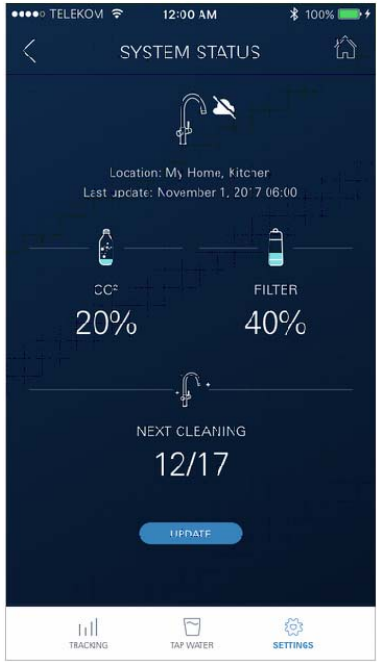 TELEKOM 12:00 AM 100%
SYSTEM STATUS
Location: My Home, Kitchen
Last update: November 1, 2017 06:00
CO² FILTER
20% 40%
NEXT CLEANING
12/17
UPDATE
TRACKING TAP WATER SETTINGS